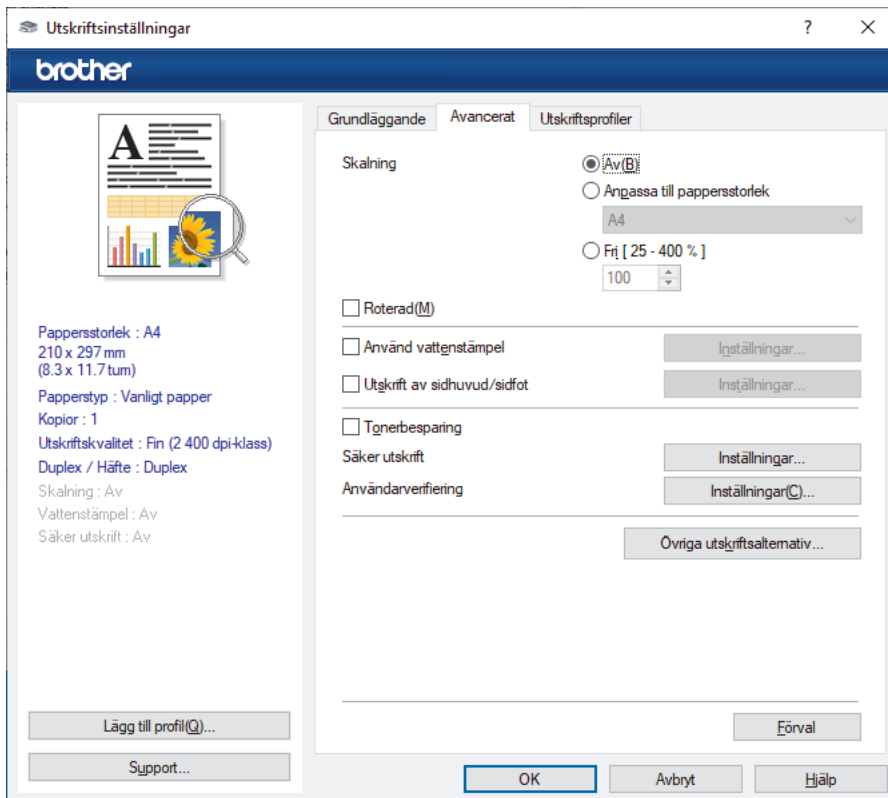 Utskriftsinställningar
brother
A
Pappersstorlek : A4
210 x 297 mm
(8.3 x 11.7 tum)
Papperstyp : Vanligt papper
Kopior : 1
Utskriftskvalitet : Fin (2 400 dpi-klass)
Duplex / Häfte : Duplex
Skalning : Av
Vattenstämpel : Av
Säker utskrift : Av
Lägg till profil(Q)...
Support...
Grundläggande Avancerat Utskriftsprofiler
Skalning Av(B)
Anpassa till pappersstorlek
A4
Fri [ 25 - 400 % ]
100
Roterad(M)
Använd vattenstämpel Inställningar...
Utskrift av sidhuvud/sidfot Inställningar...
Tonerbesparing
Säker utskrift Inställningar...
Användarverifiering Inställningar(C)...
Övriga utskriftsalternativ...
Förval
OK Avbryt Hjälp